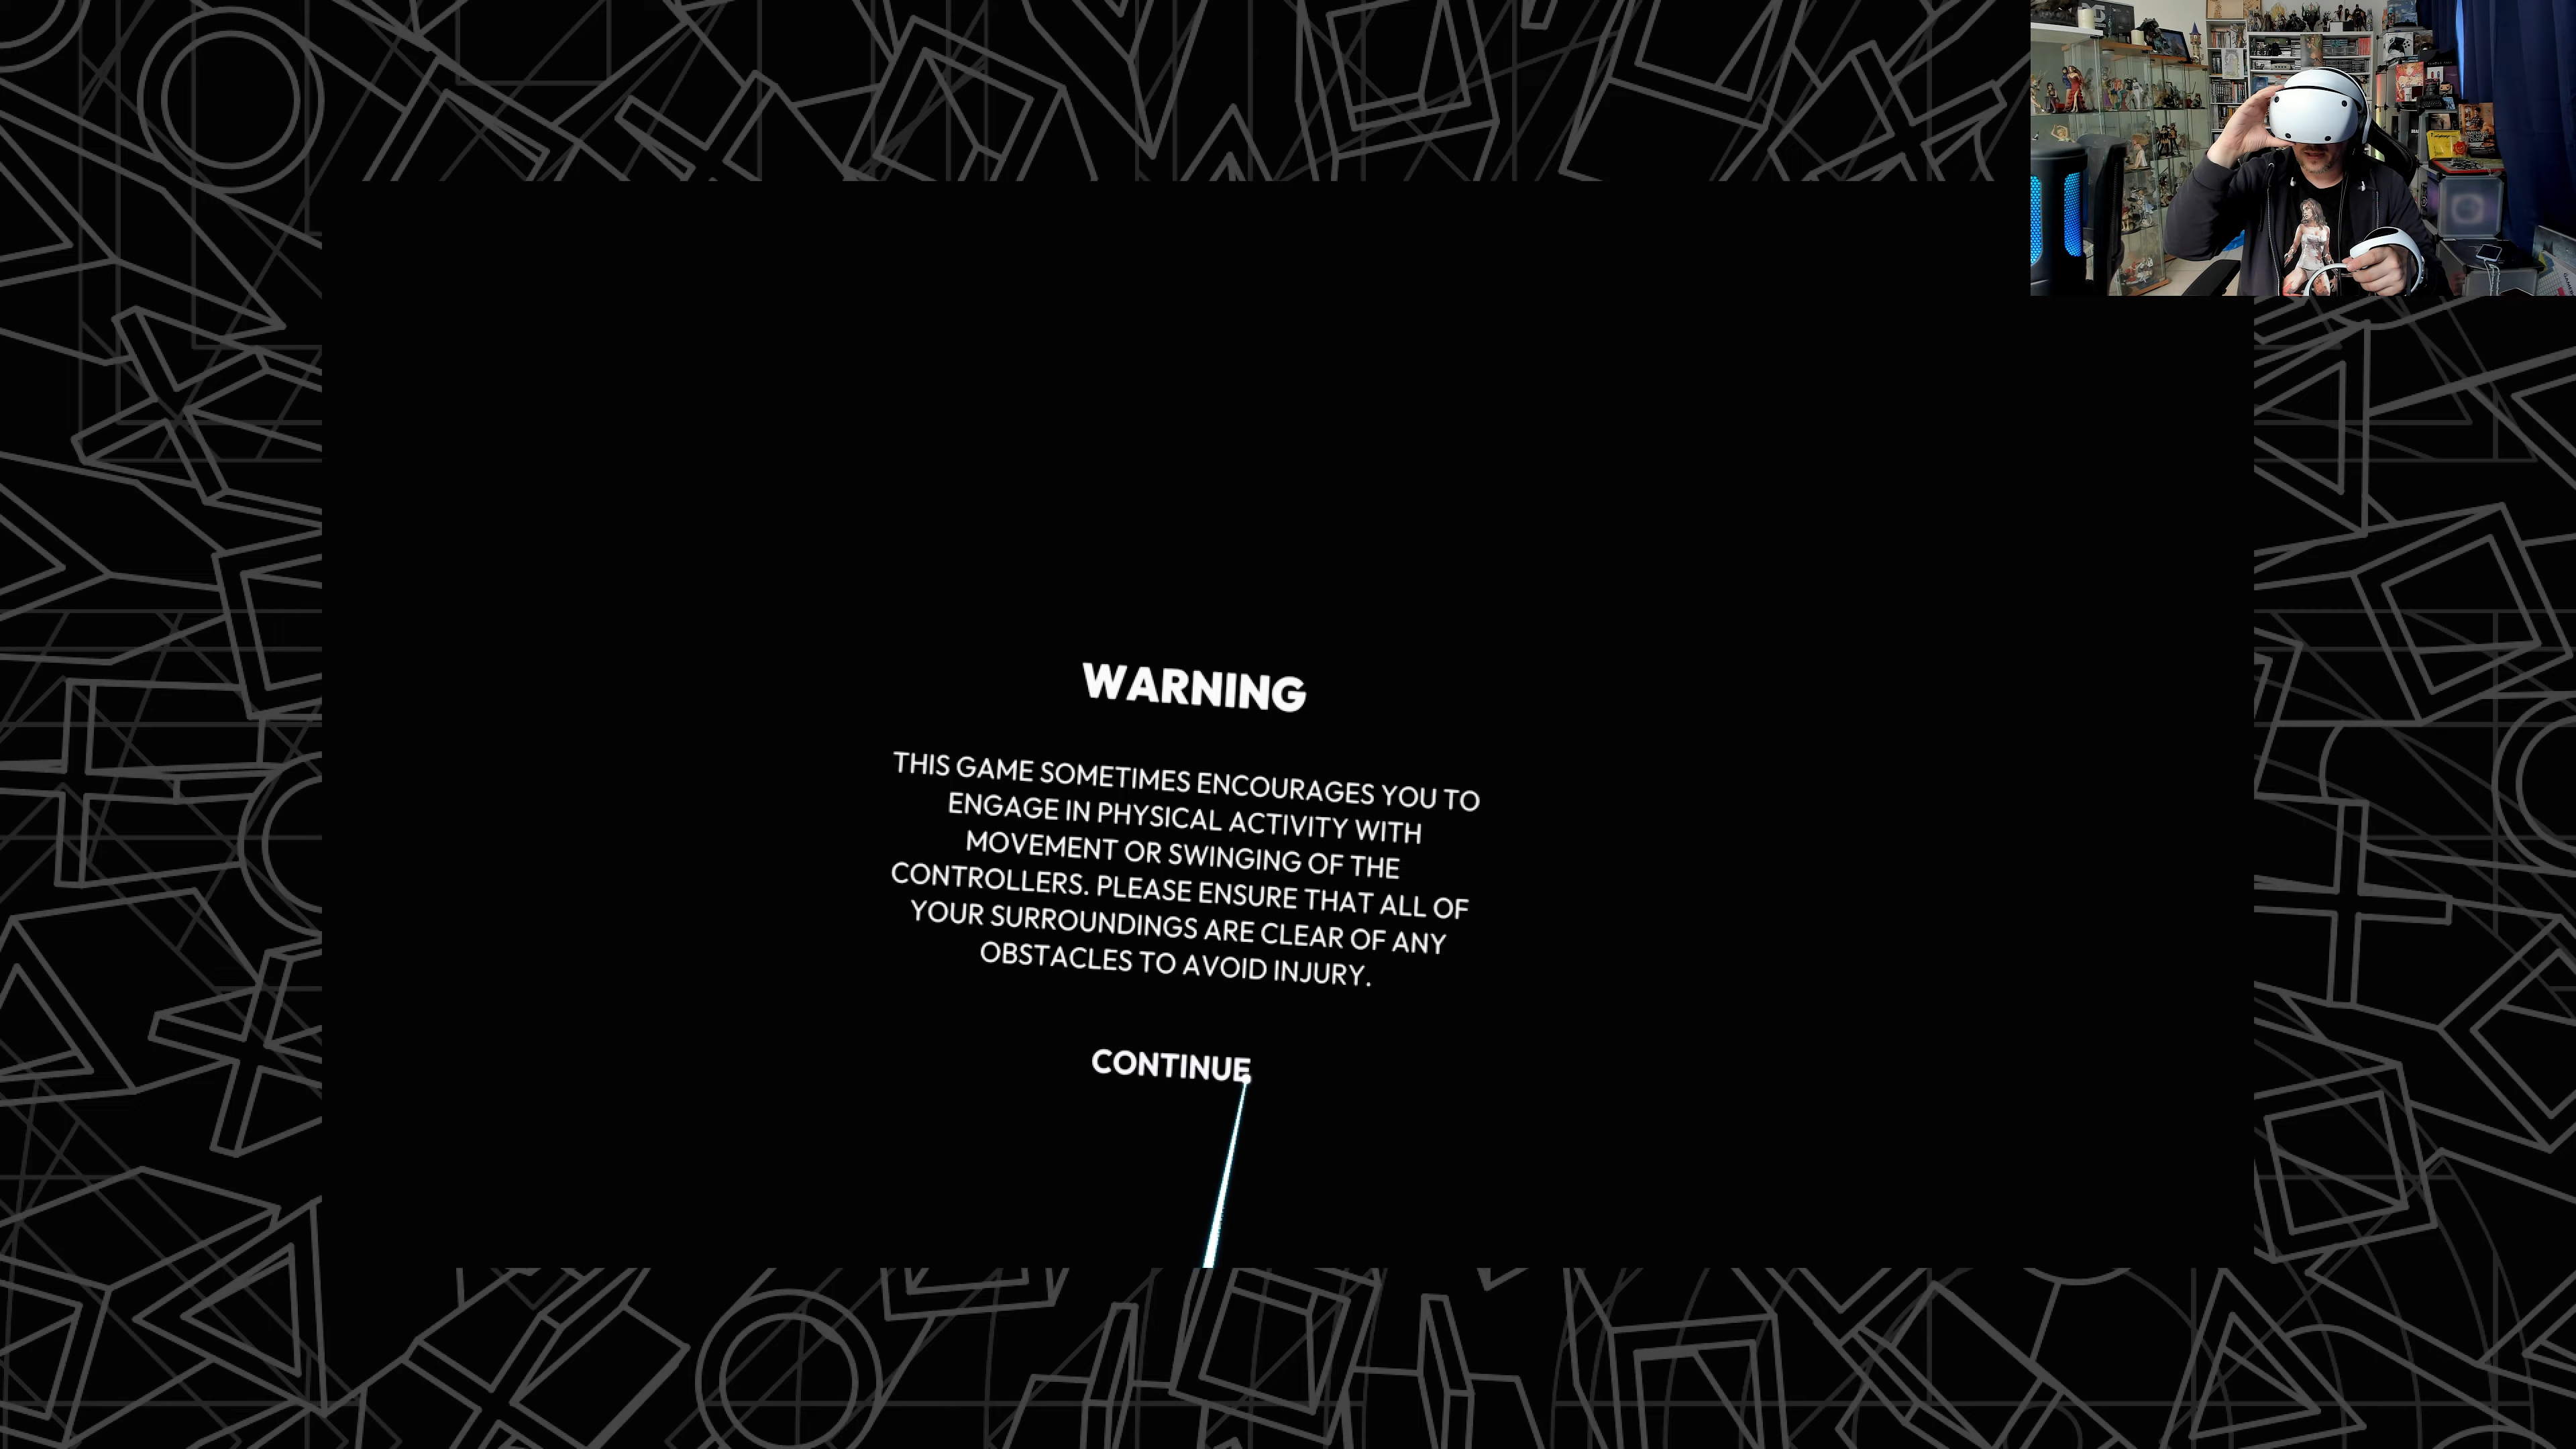 WARNING
THIS GAME SOMETIMES ENCOURAGES YOU TO
ENGAGE IN PHYSICAL ACTIVITY WITH
MOVEMENT OR SWINGING OF THE
CONTROLLERS. PLEASE ENSURE THAT ALL OF
YOUR SURROUNDINGS ARE CLEAR OF ANY
OBSTACLES TO AVOID INJURY.
CONTINUE